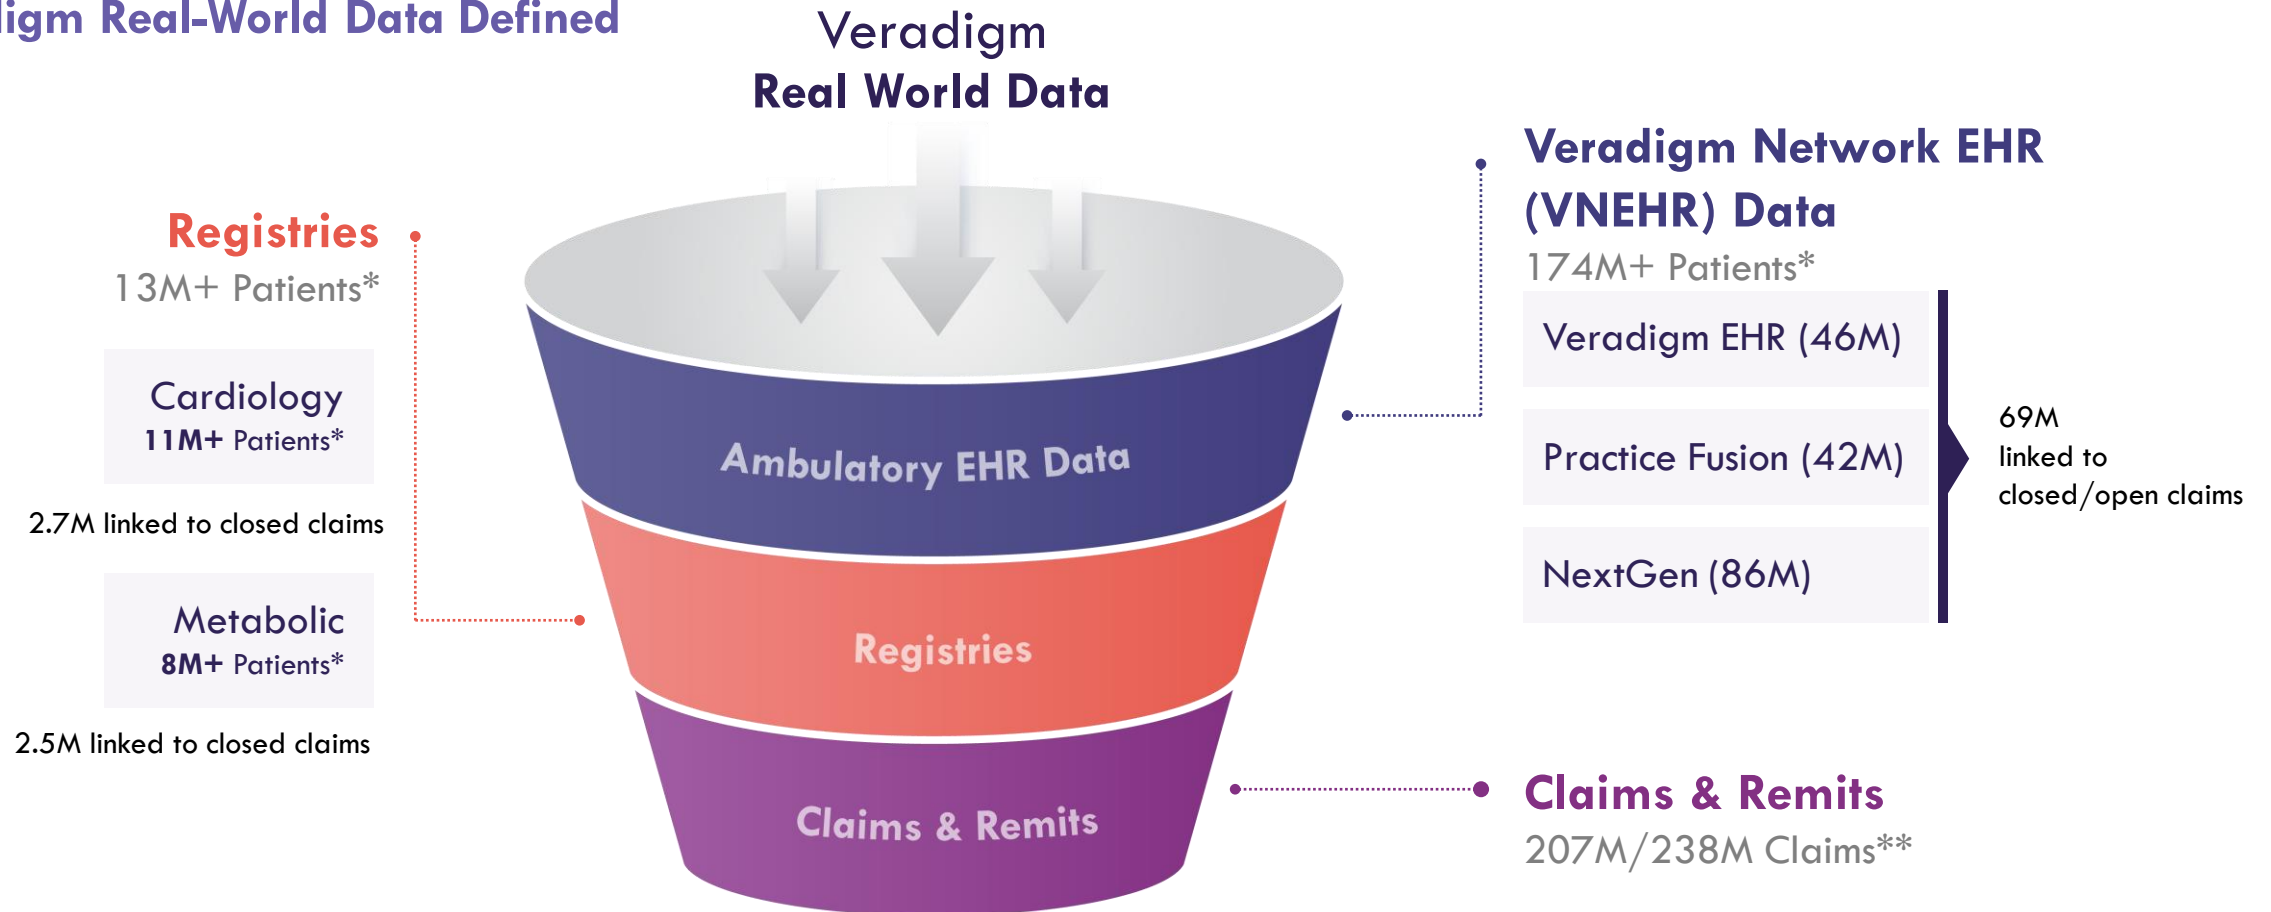 digm Real-World Data Defined
Veradigm
Real World Data
Registries
13M+ Patients*
Cardiology
11M+ Patients*
2.7M linked to closed claims
Metabolic
8M+ Patients*
2.5M linked to closed claims
Ambulatory EHR Data
Registries
Claims & Remits
Veradigm Network EHR
(VNEHR) Data
174M+ Patients*
Veradigm EHR (46M)
Practice Fusion (42M)
NextGen (86M)
69M
linked to
closed/open claims
Claims & Remits
207M/238M Claims**